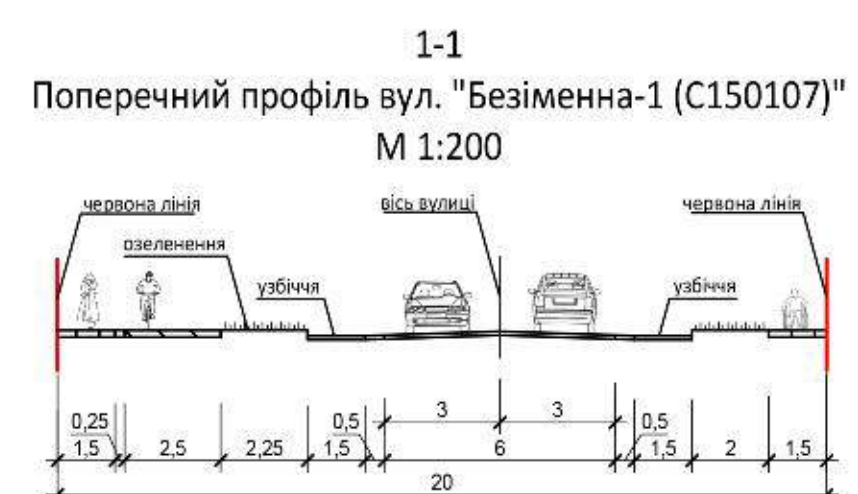 1-1
Поперечний профіль вул. "Безіменна-1 (С150107)"
М 1:200
червона лінія
вісь вулиці
червона лінія
озеленення
узбіччя
узбіччя
3
3
0,25
0,5
0,5
1,5
2,5
2,25
1,5
6
1,5
2
1,5
20